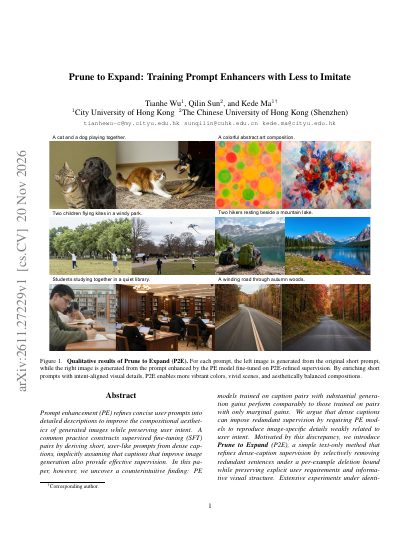 Prune to Expand: Training Prompt Enhancers with Less to Imitate
Tianhe Wu1, Qilin Sun2, and Kede Ma1†
1City University of Hong Kong 2The Chinese University of Hong Kong (Shenzhen)
tianhewu-c@my.cityu.edu.hk sunqilin@cuhk.edu.cn kede.ma@cityu.edu.hk
arXiv:2611.27229v1 [cs.CV] 20 Nov 2026
A cat and a dog playing together.
A colorful abstract art composition.
Two children flying kites in a windy park.
Two hikers resting beside a mountain lake.
Students studying together in a quiet library.
A winding road through autumn woods.
Figure 1. Qualitative results of Prune to Expand (P2E). For each prompt, the left image is generated from the original short prompt,
while the right image is generated from the prompt enhanced by the PE model fine-tuned on P2E-refined supervision. By enriching short
prompts with intent-aligned visual details, P2E enables more vibrant colors, vivid scenes, and aesthetically balanced compositions.
Abstract
Prompt enhancement (PE) refines concise user prompts into
detailed descriptions to improve the compositional aesthet-
ics of generated images while preserving user intent. A
common practice constructs supervised fine-tuning (SFT)
pairs by deriving short, user-like prompts from dense cap-
tions, implicitly assuming that captions that improve image
generation also provide effective supervision. In this pa-
per, however, we uncover a counterintuitive finding: PE
†Corresponding author.
models trained on caption pairs with substantial genera-
tion gains perform comparably to those trained on pairs
with only marginal gains. We argue that dense captions
can impose redundant supervision by requiring PE mod-
els to reproduce image-specific details weakly related to
user intent. Motivated by this discrepancy, we introduce
Prune to Expand (P2E), a simple text-only method that
refines dense-caption supervision by selectively removing
redundant sentences under a per-example deletion bound
while preserving explicit user requirements and informa-
tive visual structure. Extensive experiments under identi-
1